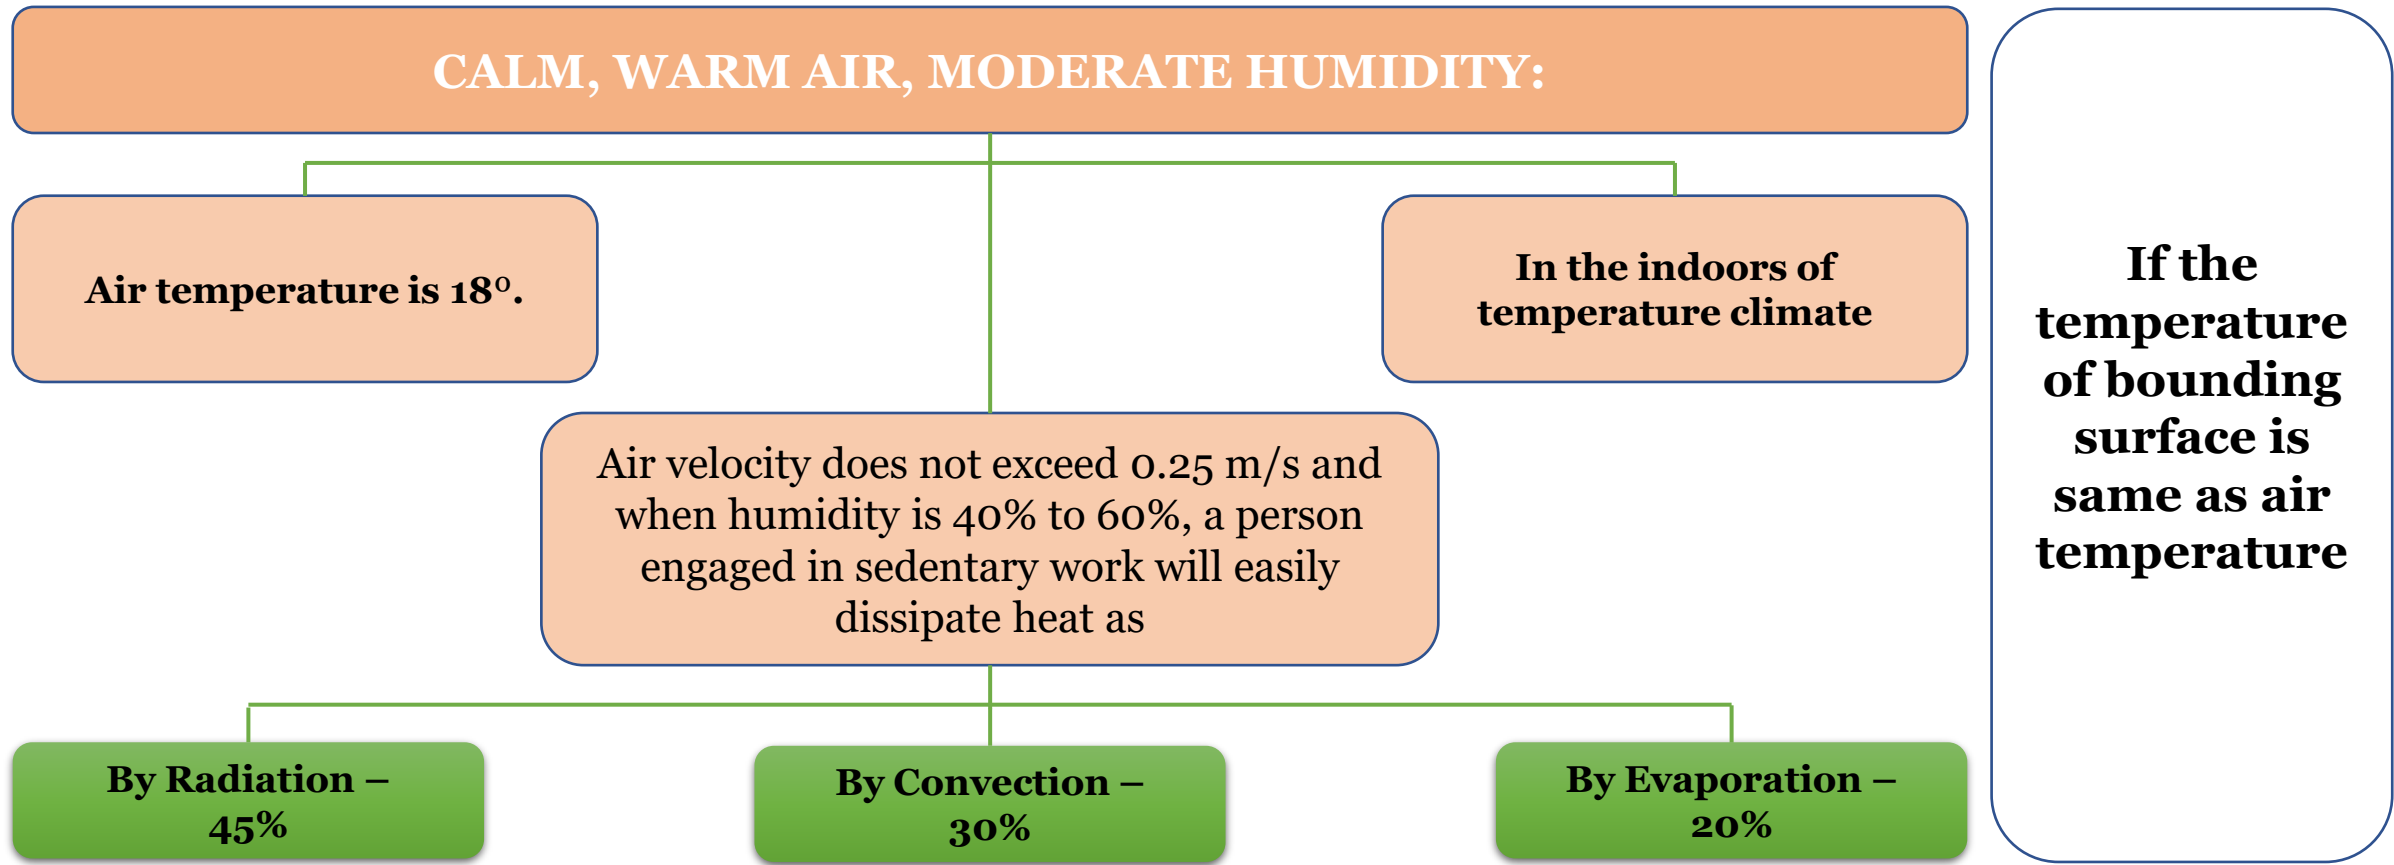 CALM, WARM AIR, MODERATE HUMIDITY:
Air temperature is 18⁰.
In the indoors of
temperature climate
Air velocity does not exceed 0.25 m/s and
when humidity is 40% to 60%, a person
engaged in sedentary work will easily
dissipate heat as
By Radiation –
45%
By Convection –
30%
By Evaporation –
20%
If the
temperature
of bounding
surface is
same as air
temperature